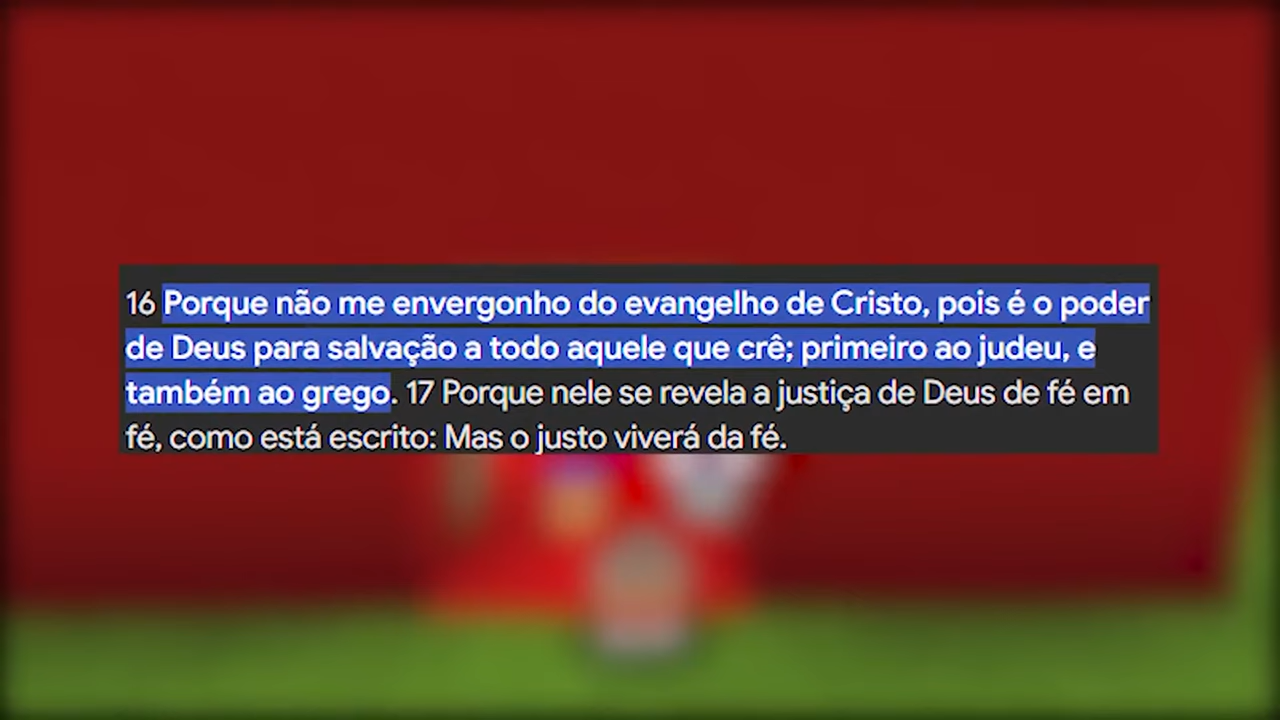 16 Porque não me envergonho do evangelho de Cristo, pois é o poder
de Deus para salvação a todo aquele que crê; primeiro ao judeu, e
também ao grego. 17 Porque nele se revela a justiça de Deus de fé em
fé, como está escrito: Mas o justo viverá da fé.